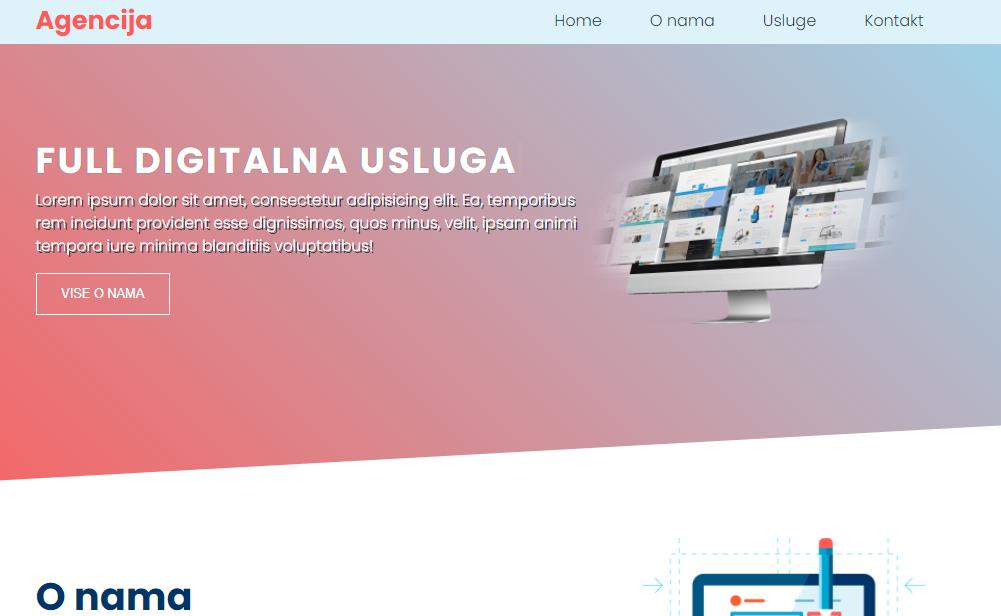 Agencija
Home O nama Usluge Kontakt
FULL DIGITALNA USLUGA
Lorem ipsum dolor sit amet, consectetur adipisicing elit. Ea, temporibus
rem incidunt provident esse dignissimos, quos minus, velit, ipsam animi
tempora iure minima blanditiis voluptatibus!
VISE O NAMA
O nama